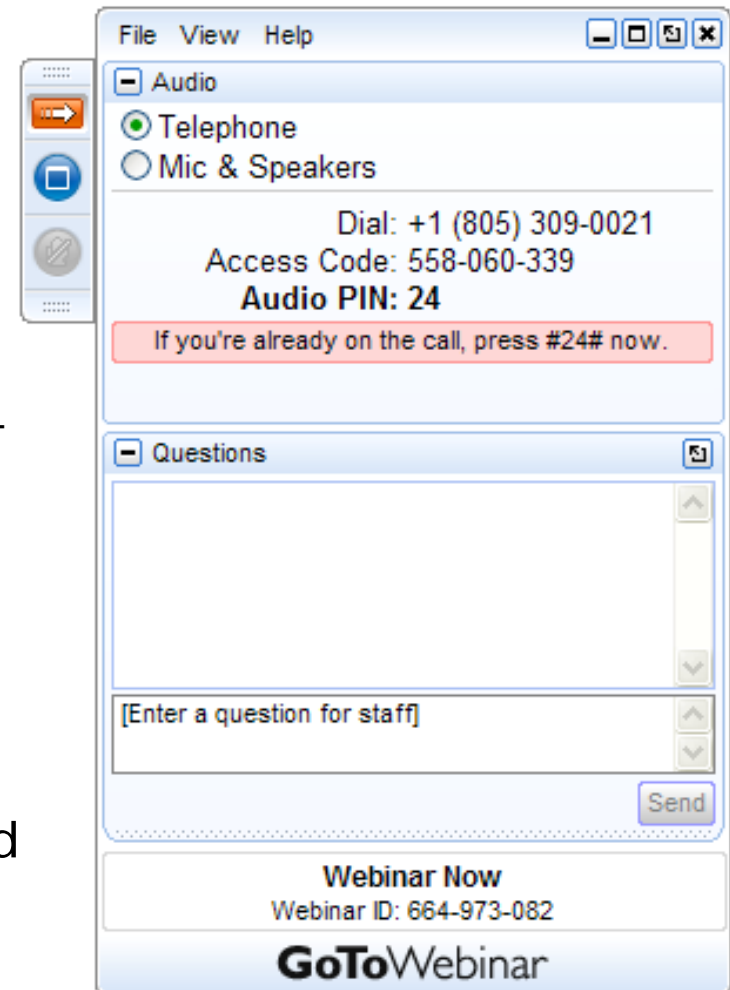 File View Help
Audio
Telephone
Mic & Speakers
Dial: +1 (805) 309-0021
Access Code: 558-060-339
Audio PIN: 24
If you're already on the call, press #24# now.
Questions
[Enter a question for staff]
Send
d
Webinar Now
Webinar ID: 664-973-082
GoToWebinar